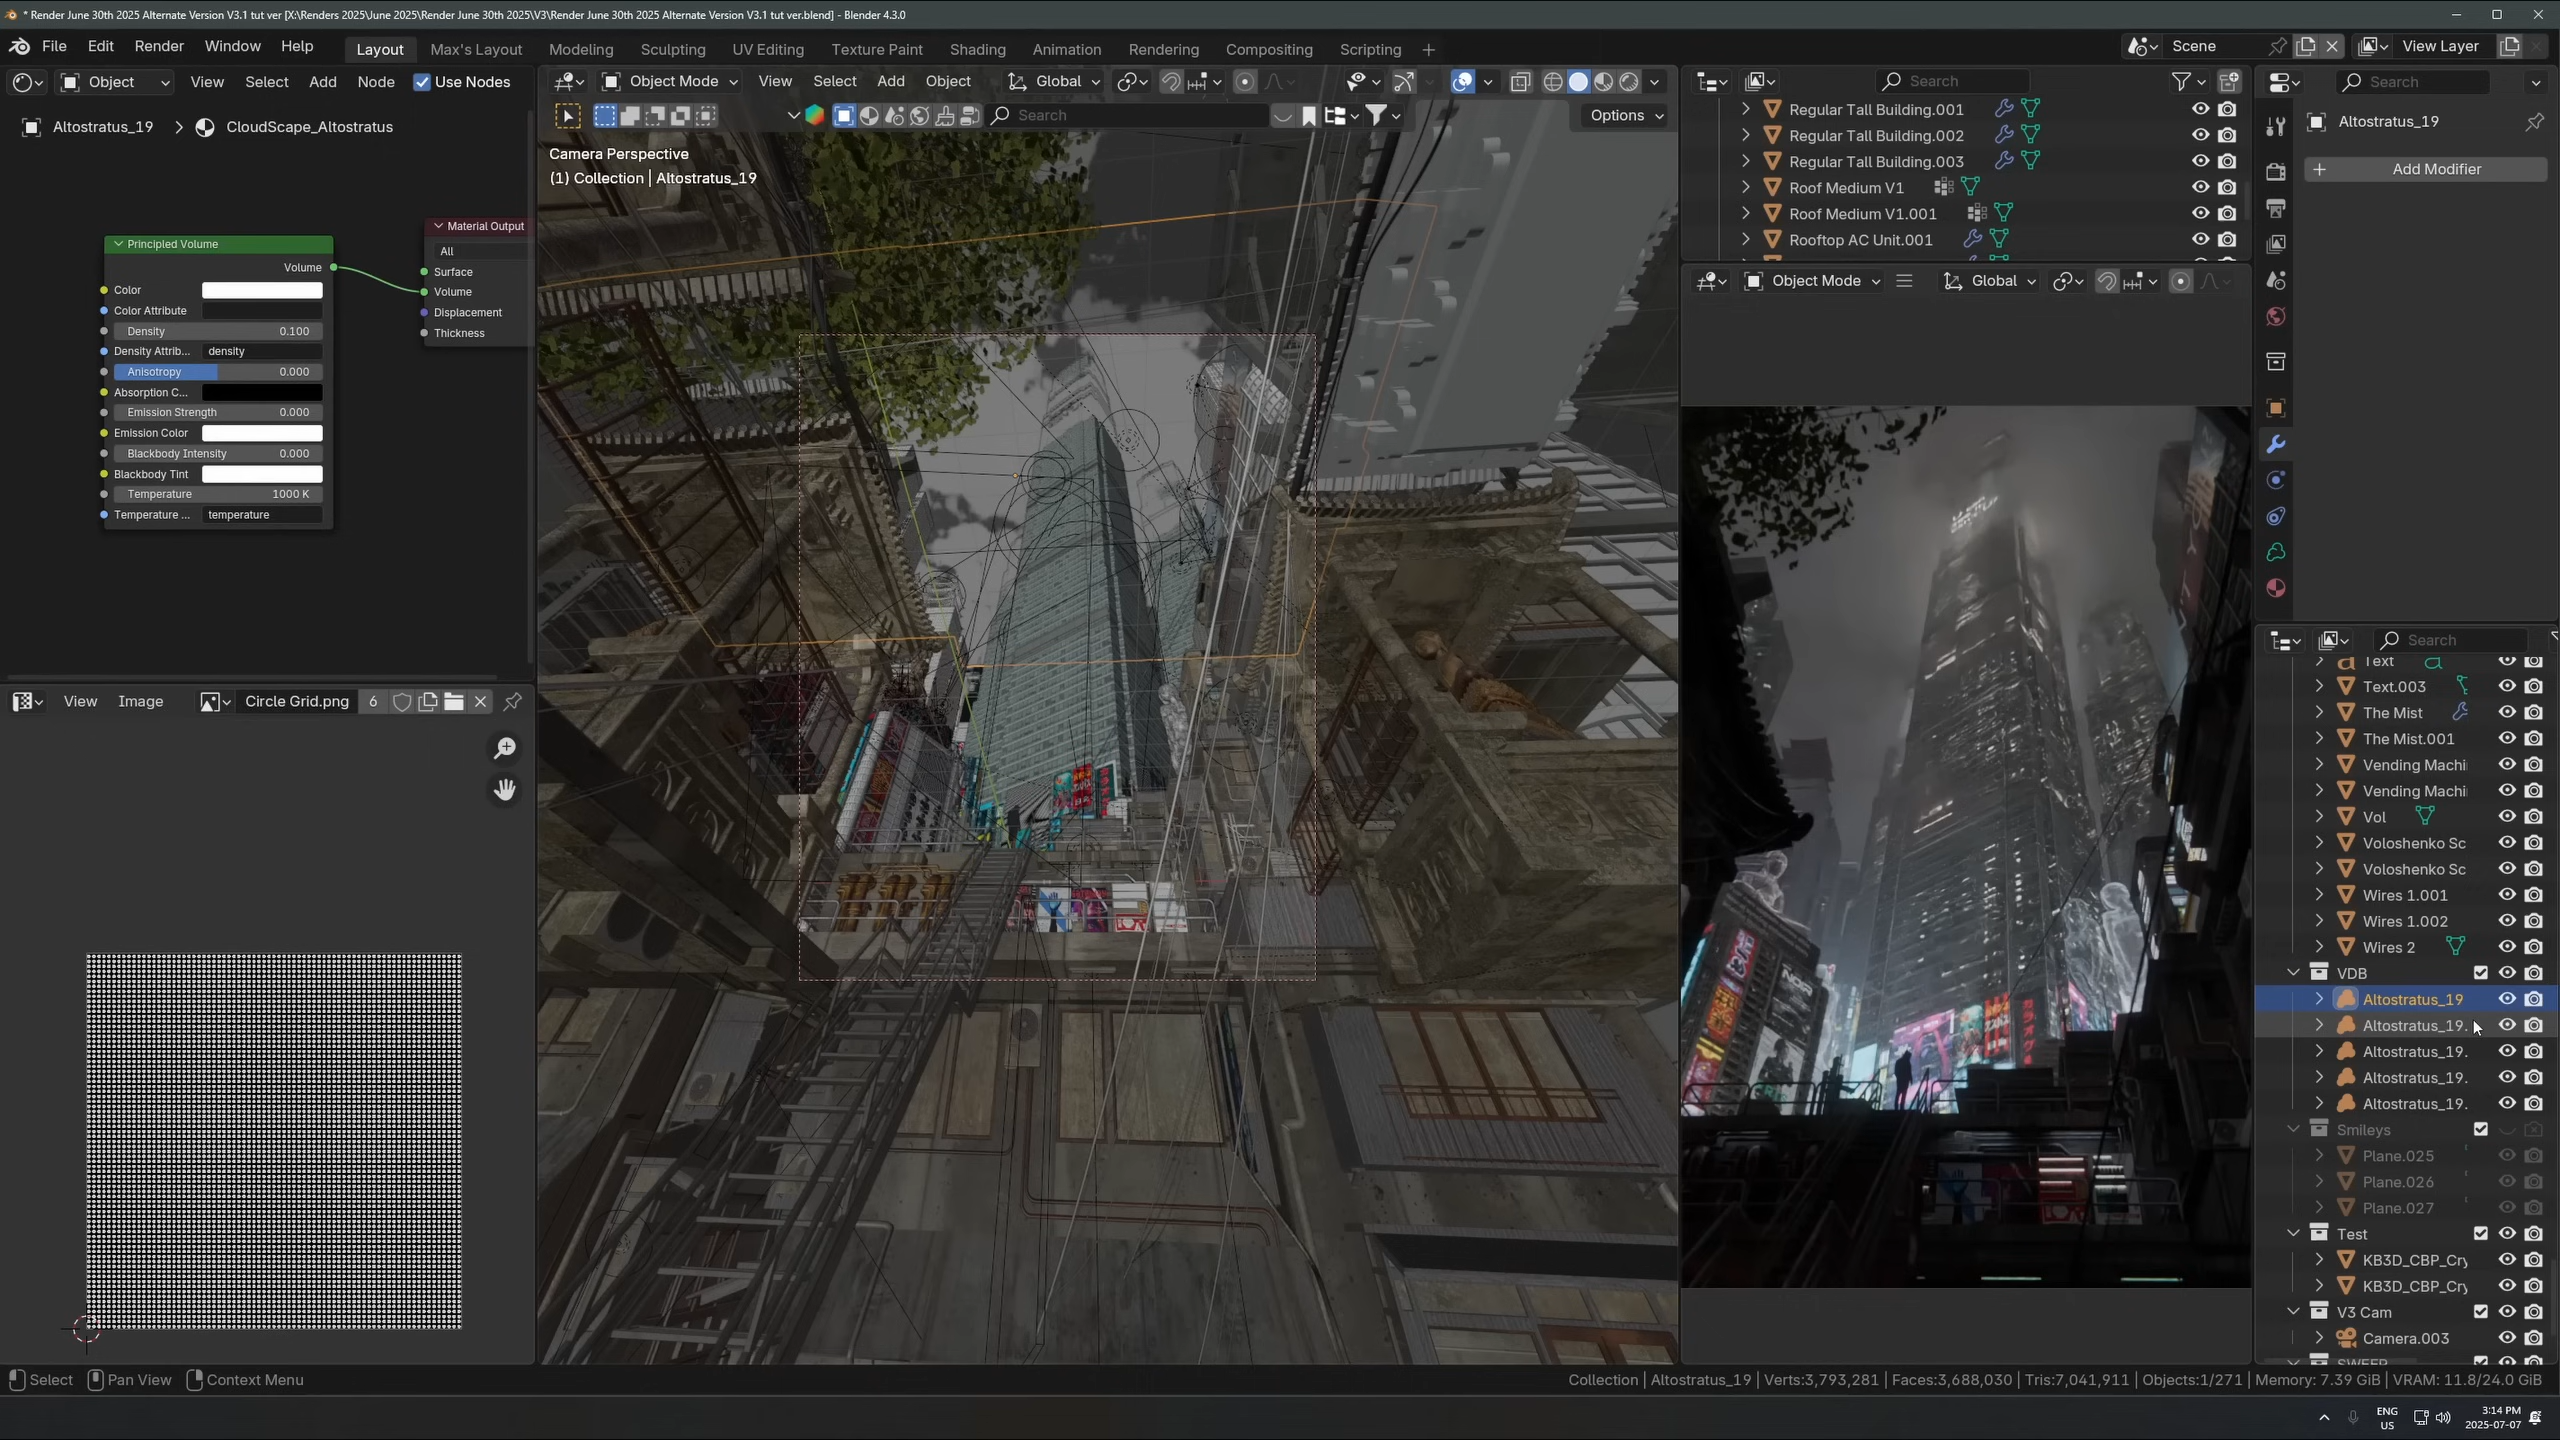 * Render June 30th 2025 Alternate Version V3.1 tut ver [X:\Renders 2025\June 2025\Render June 30th 2025\V3\Render June 30th 2025 Alternate Version V3.1 tut ver.blend] - Blender 4.3.0
File Edit Render Window Help Layout Max's Layout Modeling Sculpting UV Editing Texture Paint Shading Animation Rendering Compositing Scripting Scene View Layer
Object View Select Add Node Use Nodes
Altostratus_19 CloudScape_Altostratus
Principled Volume
Volume
Color
Color Attribute
Density 0.100
Density Attrib... density
Anisotropy 0.000
Absorption C...
Emission Strength 0.000
Emission Color
Blackbody Intensity 0.000
Blackbody Tint
Temperature 1000 K
Temperature ... temperature
Material Output
All
Surface
Volume
Displacement
Thickness
View Image Circle Grid.png 6
Object Mode View Select Add Object Global
Search Options
Camera Perspective
(1) Collection | Altostratus_19
Search
Regular Tall Building.001
Regular Tall Building.002
Regular Tall Building.003
Roof Medium V1
Roof Medium V1.001
Rooftop AC Unit.001
Object Mode Global
NOR
Search
Altostratus_19
Add Modifier
Search
Text
Text.003
The Mist
The Mist.001
Vending Machi
Vending Machi
Vol
Voloshenko Sc
Voloshenko Sc
Wires 1.001
Wires 1.002
Wires 2
VDB
Altostratus_19
Altostratus_19.
Altostratus_19.
Altostratus_19.
Altostratus_19.
Smileys
Plane.025
Plane.026
Plane.027
Test
KB3D_CBP_Cry
KB3D_CBP_Cry
V3 Cam
Camera.003
SWEEP
Select Pan View Context Menu
Collection | Altostratus_19 | Verts:3,793,281 | Faces:3,688,030 | Tris:7,041,911 | Objects:1/271 | Memory: 7.39 GiB | VRAM: 11.8/24.0 GiB
ENG
US
3:14 PM
2025-07-07